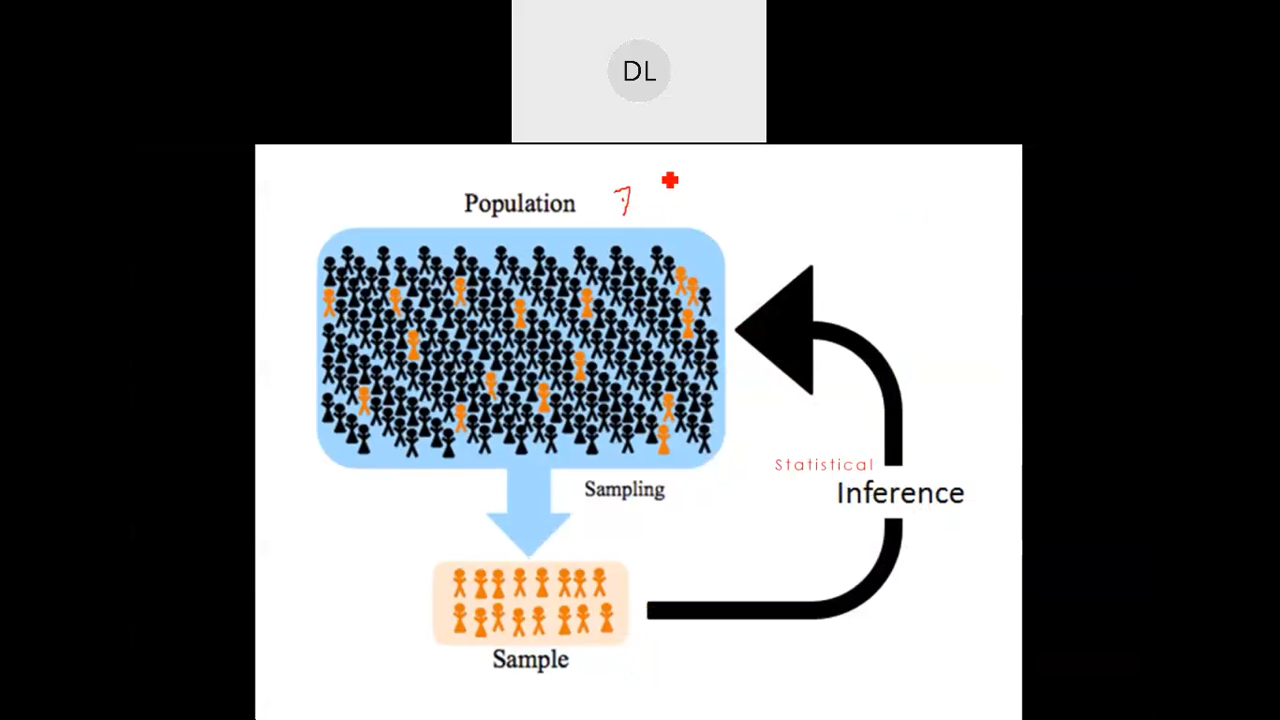 DL
Population
Sampling
Statistical
Inference
Sample